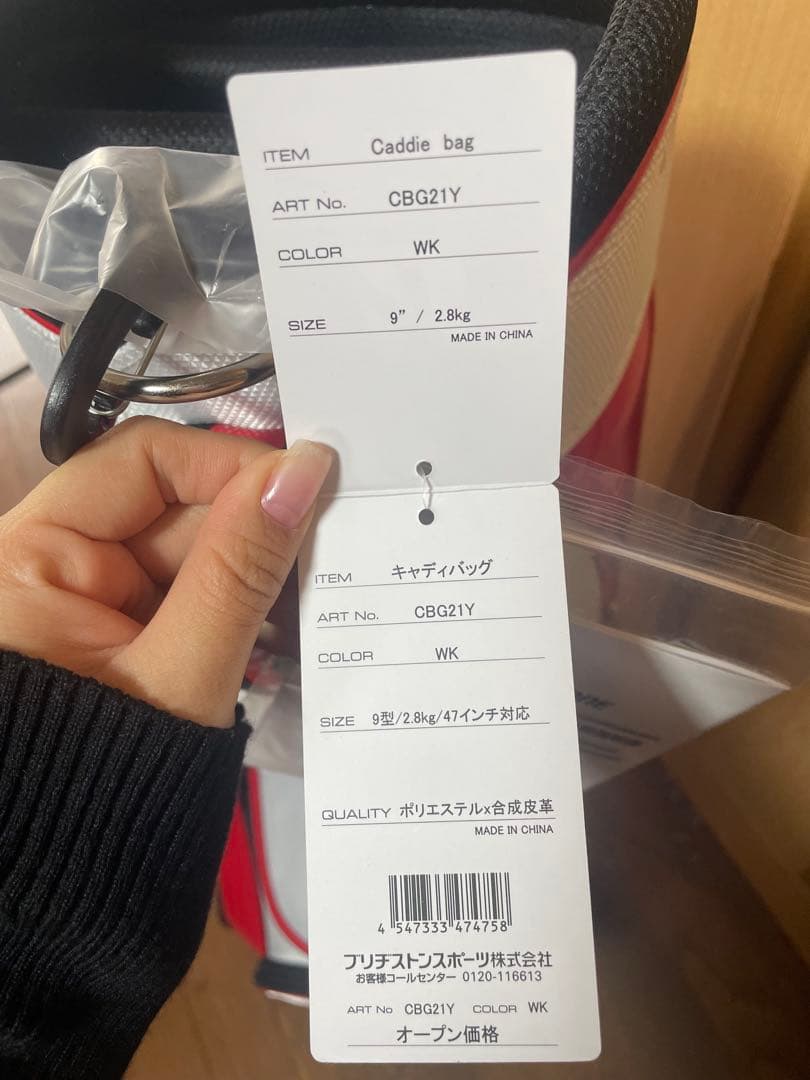 ITEM Caddie bag
ART No. CBG21Y
COLOR WK
SIZE 9" / 2.8kg
MADE IN CHINA
ITEM キャディバッグ
ART No. CBG21Y
COLOR WK
SIZE 9型/2.8kg/47インチ対応
QUALITY ポリエステルx合成皮革
MADE IN CHINA
4 547333 474758
ブリヂストンスポーツ株式会社
お客様コールセンター 0120-116613
ART No CBG21Y COLOR WK
オープン価格